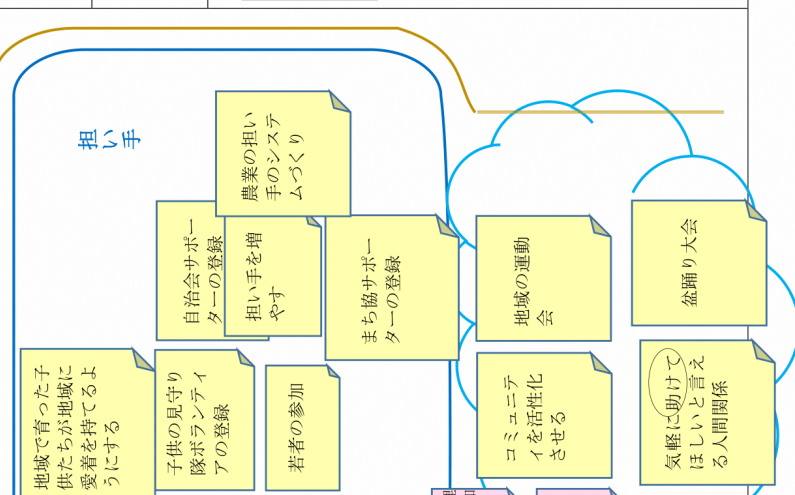 担
い
手
農業の担い
手のシステ
ムづくり
自治会サポー
ターの登録
担い手を増
やす
まち協サポー
ターの登録
地域の運動
会
盆踊り大会
地域で育った子
供たちが地域に
愛着を持てるよ
うにする
子供の見守り
隊ボランティ
アの登録
若者の参加
コミュニテ
ィを活性化
させる
気軽に助けて
ほしいと言え
る人間関係